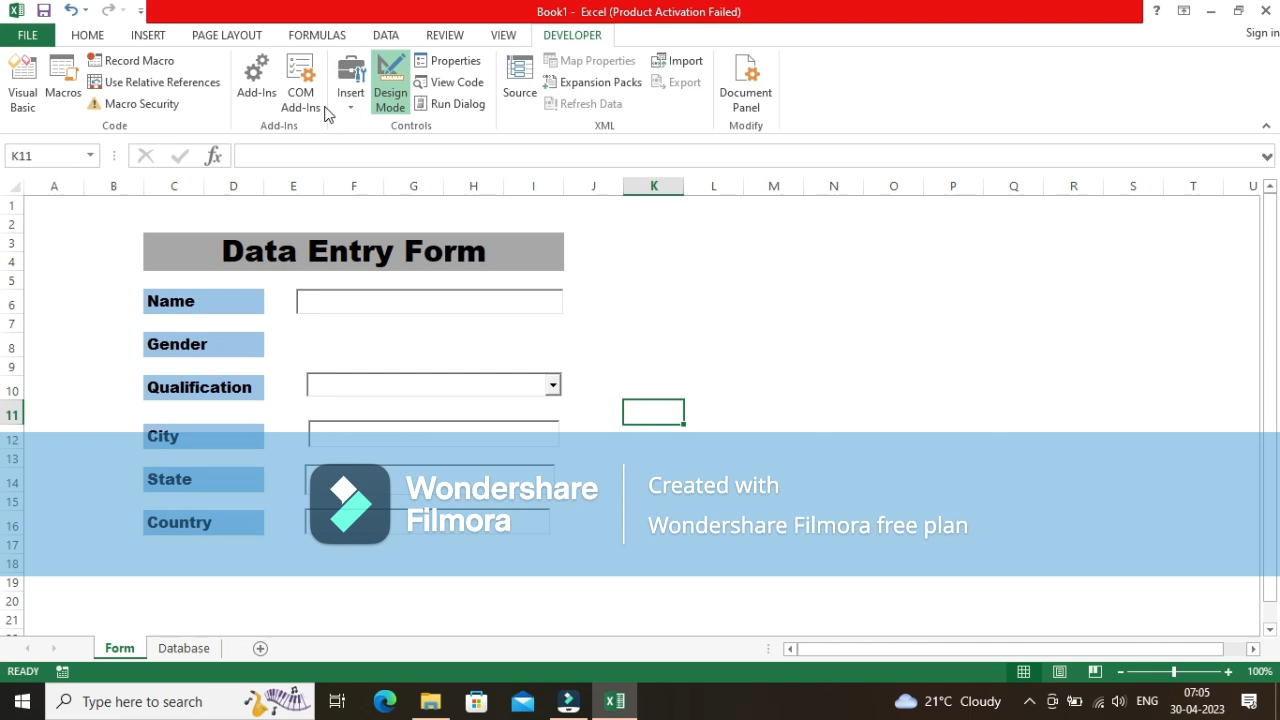 Book1 - Excel (Product Activation Failed)
?
FILE HOME INSERT PAGE LAYOUT FORMULAS DATA REVIEW VIEW DEVELOPER Sign in
Visual Basic
Macros
Record Macro
Use Relative References
Macro Security
Code
Add-Ins
COM Add-Ins
Add-Ins
Insert
Design Mode
Properties
View Code
Run Dialog
Controls
Source
Map Properties
Expansion Packs
Refresh Data
Import
Export
XML
Document Panel
Modify
K11
fx
A B C D E F G H I J K L M N O P Q R S T U
1
2
3
4
5
6
7
8
9
10
11
12
13
14
15
16
17
18
19
20
21
Data Entry Form
Name
Gender
Qualification
City
State
Country
Wondershare
Filmora
Created with
Wondershare Filmora free plan
Form Database
READY
100%
Type here to search
21°C Cloudy
ENG
07:05
30-04-2023